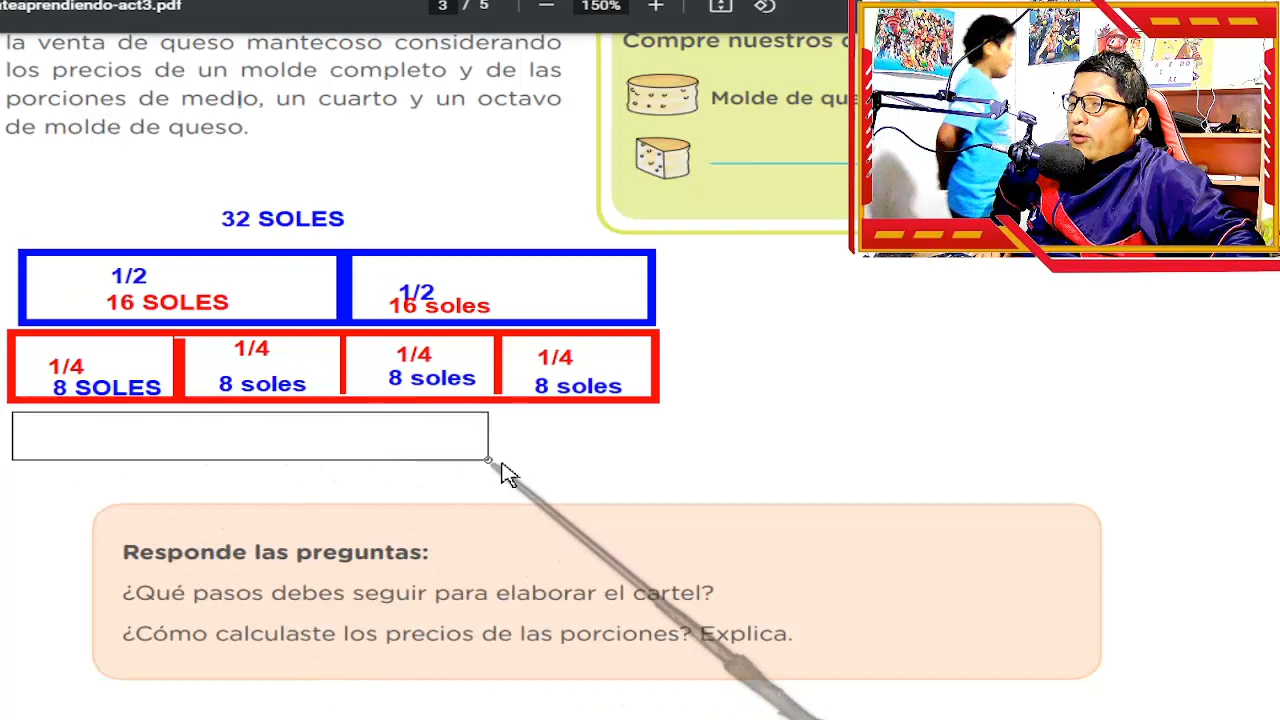 nteaprendiendo-act3.pdf
3 / 5
150%
la venta de queso mantecoso considerando
los precios de un molde completo y de las
porciones de medio, un cuarto y un octavo
de molde de queso.
Compre nuestros
Molde de que
32 SOLES
1/2
16 SOLES
1/2
16 soles
1/4
8 SOLES
1/4
8 soles
1/4
8 soles
1/4
8 soles
Responde las preguntas:
¿Qué pasos debes seguir para elaborar el cartel?
¿Cómo calculaste los precios de las porciones? Explica.